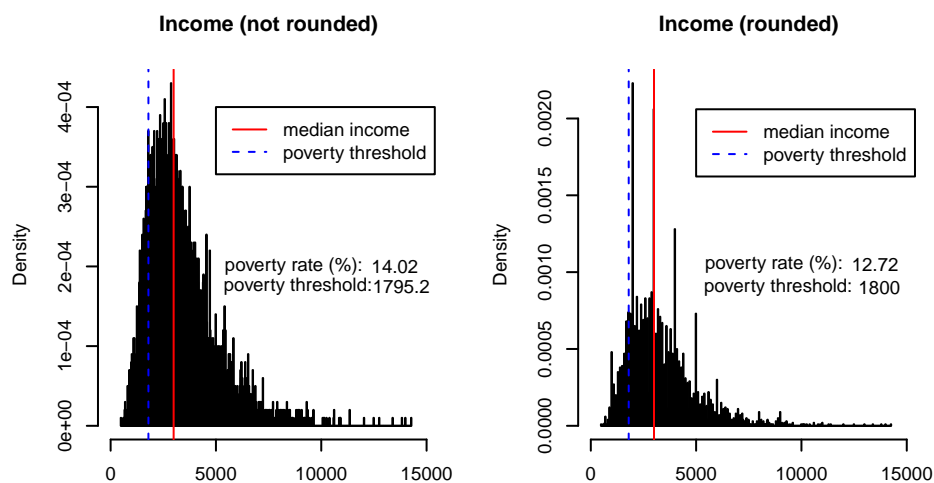 Income (not rounded)
4e-04
3e-04
2e-04
1e-04
0e+00
Density
median income
poverty threshold
poverty rate (%): 14.02
poverty threshold: 1795.2
0 5000 10000 15000
Income (rounded)
0.0020
0.0015
0.0010
0.0005
0.0000
Density
median income
poverty threshold
poverty rate (%): 12.72
poverty threshold: 1800
0 5000 10000 15000